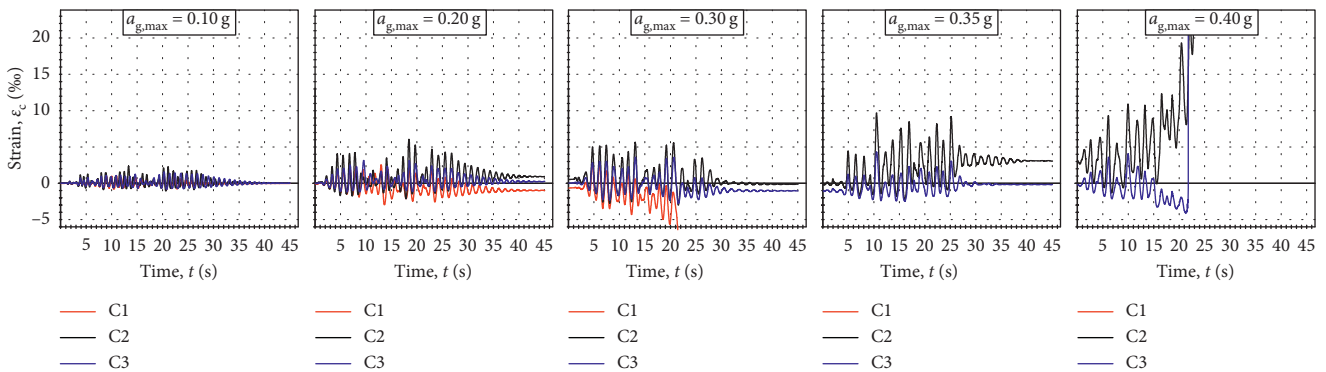 a_g,max = 0.10 g
a_g,max = 0.20 g
a_g,max = 0.30 g
a_g,max = 0.35 g
a_g,max = 0.40 g
Strain, ε_c (‰)
20
15
10
5
0
−5
5 10 15 20 25 30 35 40 45
5 10 15 20 25 30 35 40 45
5 10 15 20 25 30 35 40 45
5 10 15 20 25 30 35 40 45
5 10 15 20 25 30 35 40 45
Time, t (s)
Time, t (s)
Time, t (s)
Time, t (s)
Time, t (s)
C1
C2
C3
C1
C2
C3
C1
C2
C3
C1
C2
C3
C1
C2
C3